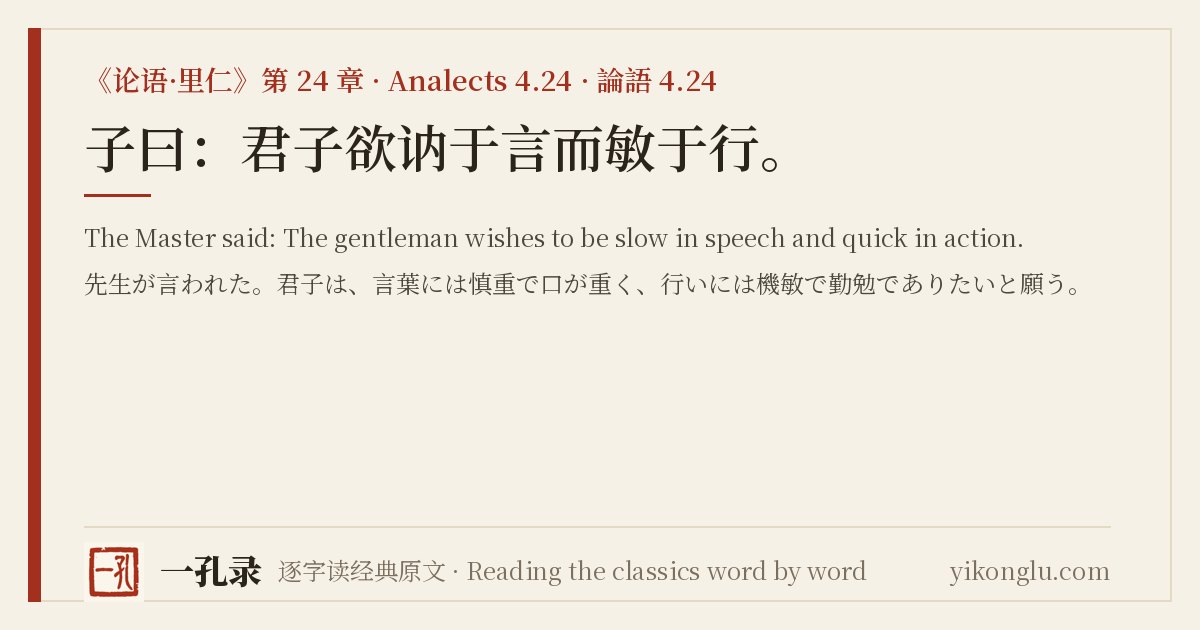 《论语·里仁》第 24 章 · Analects 4.24 · 論語 4.24
子曰：君子欲讷于言而敏于行。
The Master said: The gentleman wishes to be slow in speech and quick in action.
先生が言われた。君子は、言葉には慎重で口が重く、行いには機敏で勤勉でありたいと願う。
一孔 一孔录 逐字读经典原文 · Reading the classics word by word yikonglu.com